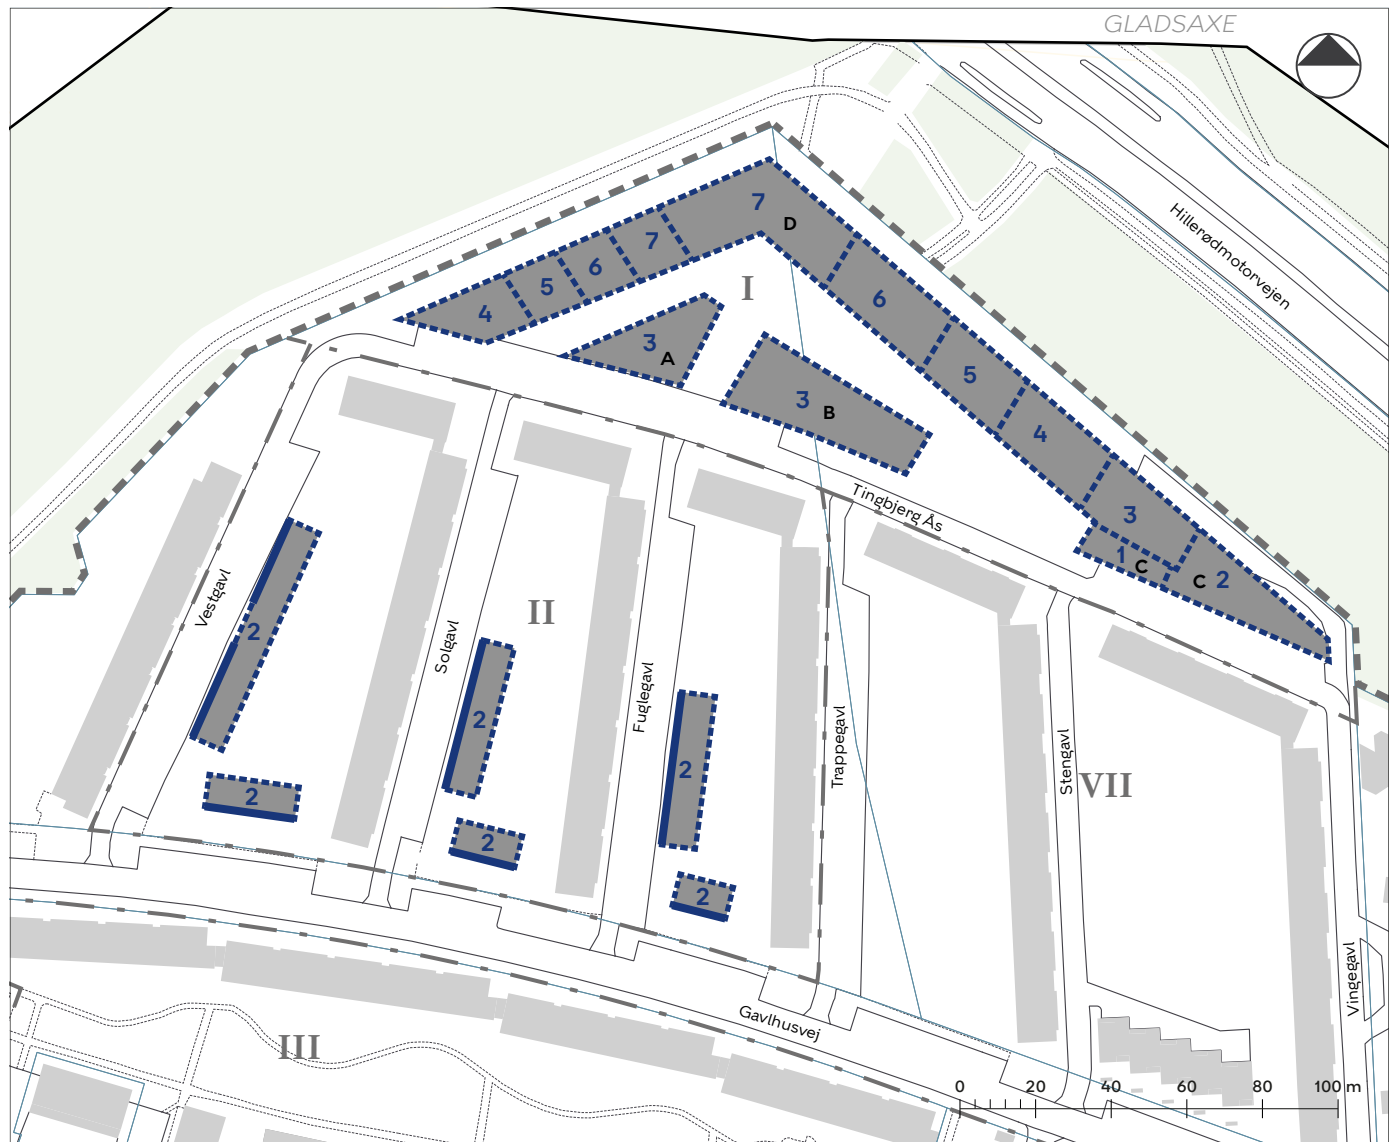 GLADSAXE
Hillerødmotorvejen
7
D
7
6
5
4
I
6
3
A
5
3
B
4
Tingbjerg Ås
3
1
C
C
2
Vestgavl
2
II
Solgavl
2
Fuglegavl
2
Trappegavl
Stengavl
VII
2
2
2
Vingegavl
Gavlhusvej
III
0 20 40 60 80 100 m